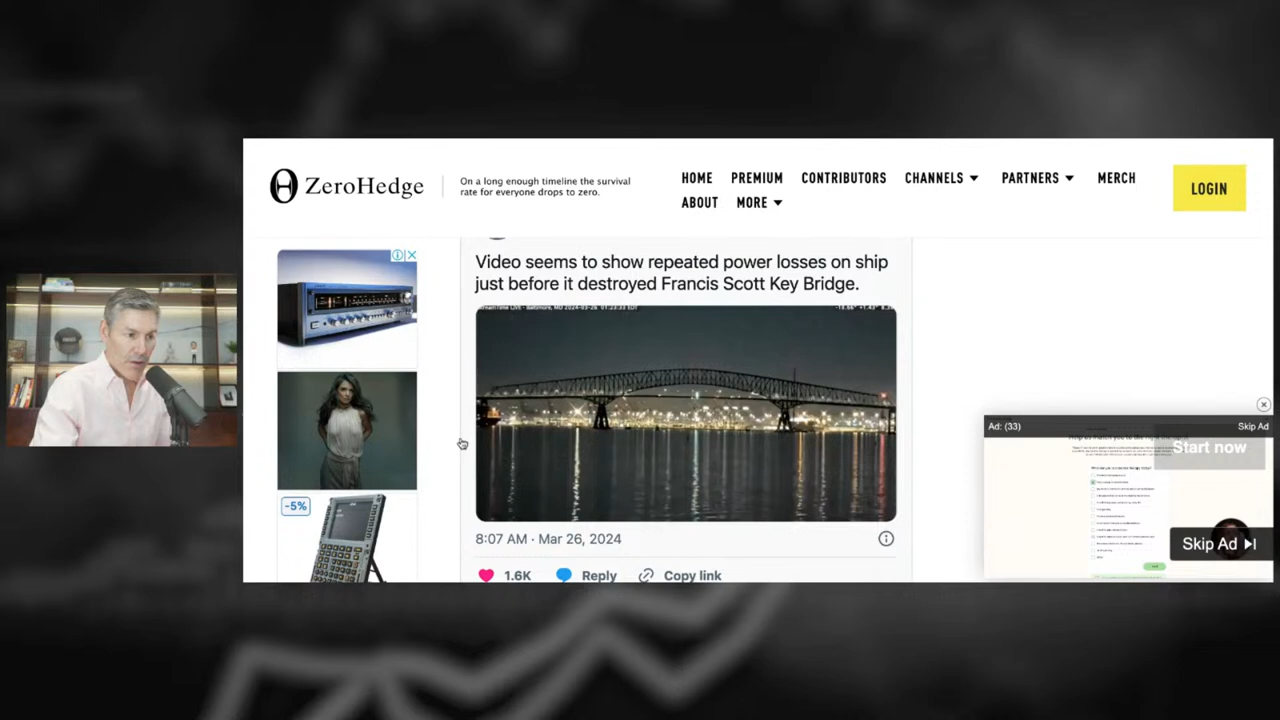 ZeroHedge
On a long enough timeline the survival
rate for everyone drops to zero.
HOME PREMIUM CONTRIBUTORS CHANNELS PARTNERS MERCH
ABOUT MORE
LOGIN
Video seems to show repeated power losses on ship
just before it destroyed Francis Scott Key Bridge.
8:07 AM · Mar 26, 2024
1.6K Reply Copy link
-5%
Ad: (33) Skip Ad
Start now
Skip Ad